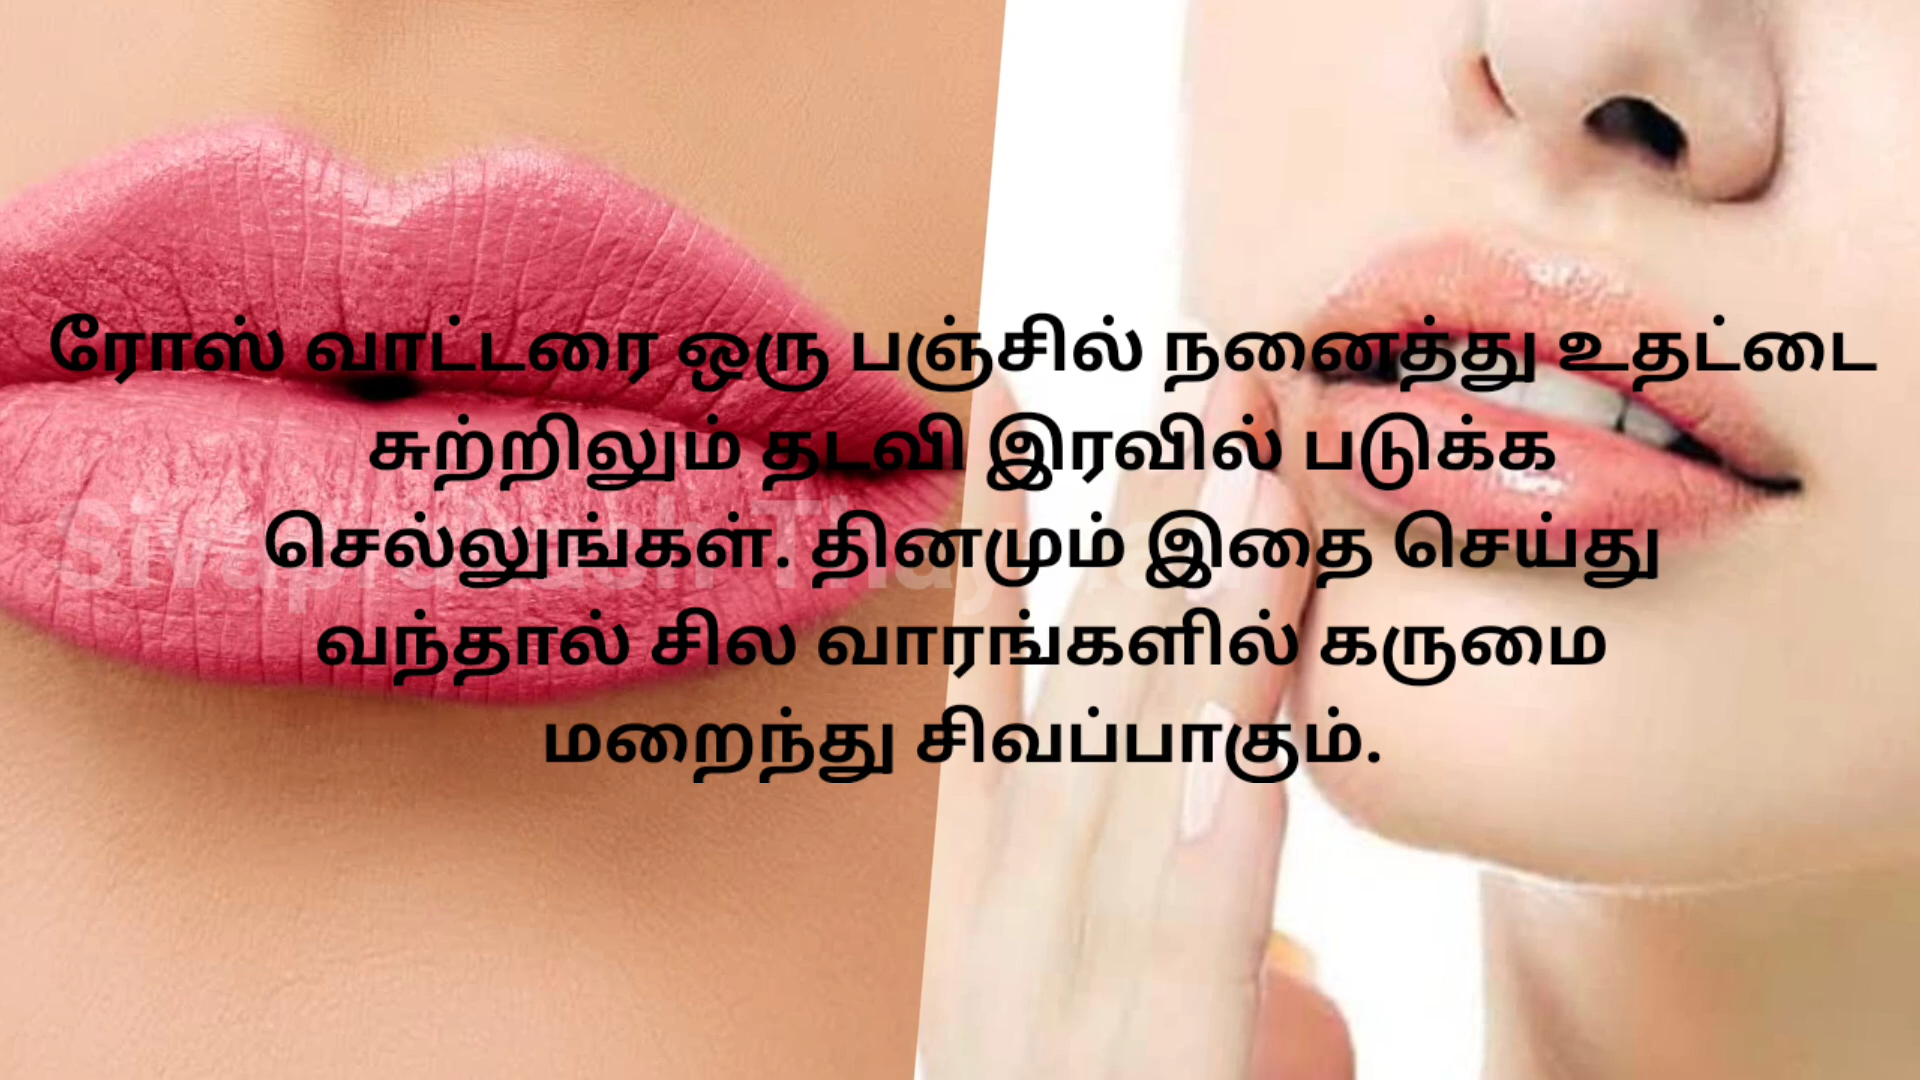 ரோஸ் வாட்டரை ஒரு பஞ்சில் நனைத்து உதட்டை
சுற்றிலும் தடவி இரவில் படுக்க
செல்லுங்கள். தினமும் இதை செய்து
வந்தால் சில வாரங்களில் கருமை
மறைந்து சிவப்பாகும்.